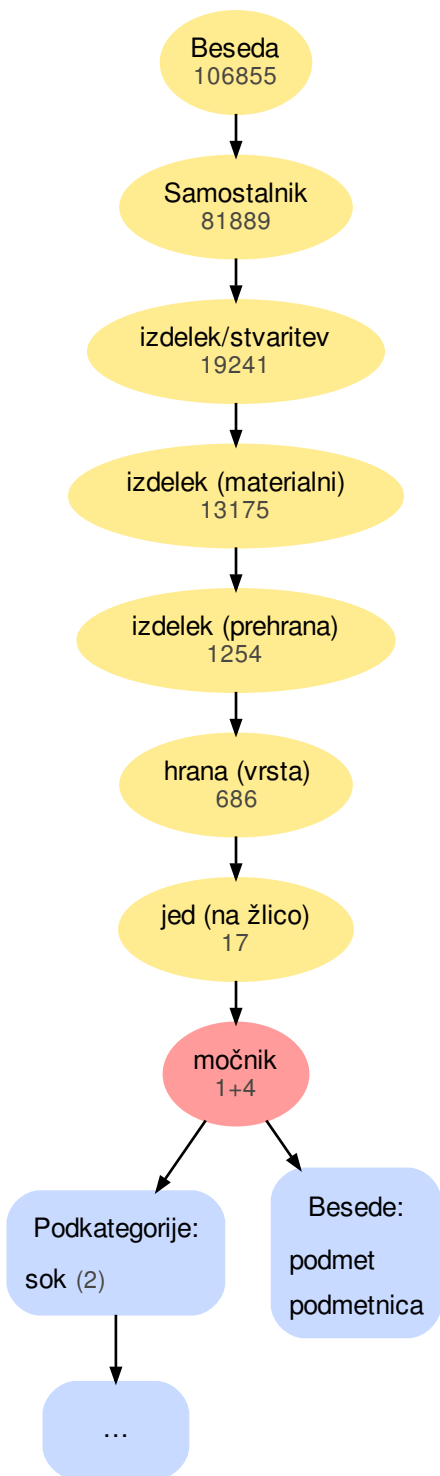 Beseda
106855
Samostalnik
81889
izdelek/stvaritev
19241
izdelek (materialni)
13175
izdelek (prehrana)
1254
hrana (vrsta)
686
jed (na žlico)
17
močnik
1+4
Podkategorije:
sok (2)
Besede:
podmet
podmetnica
...